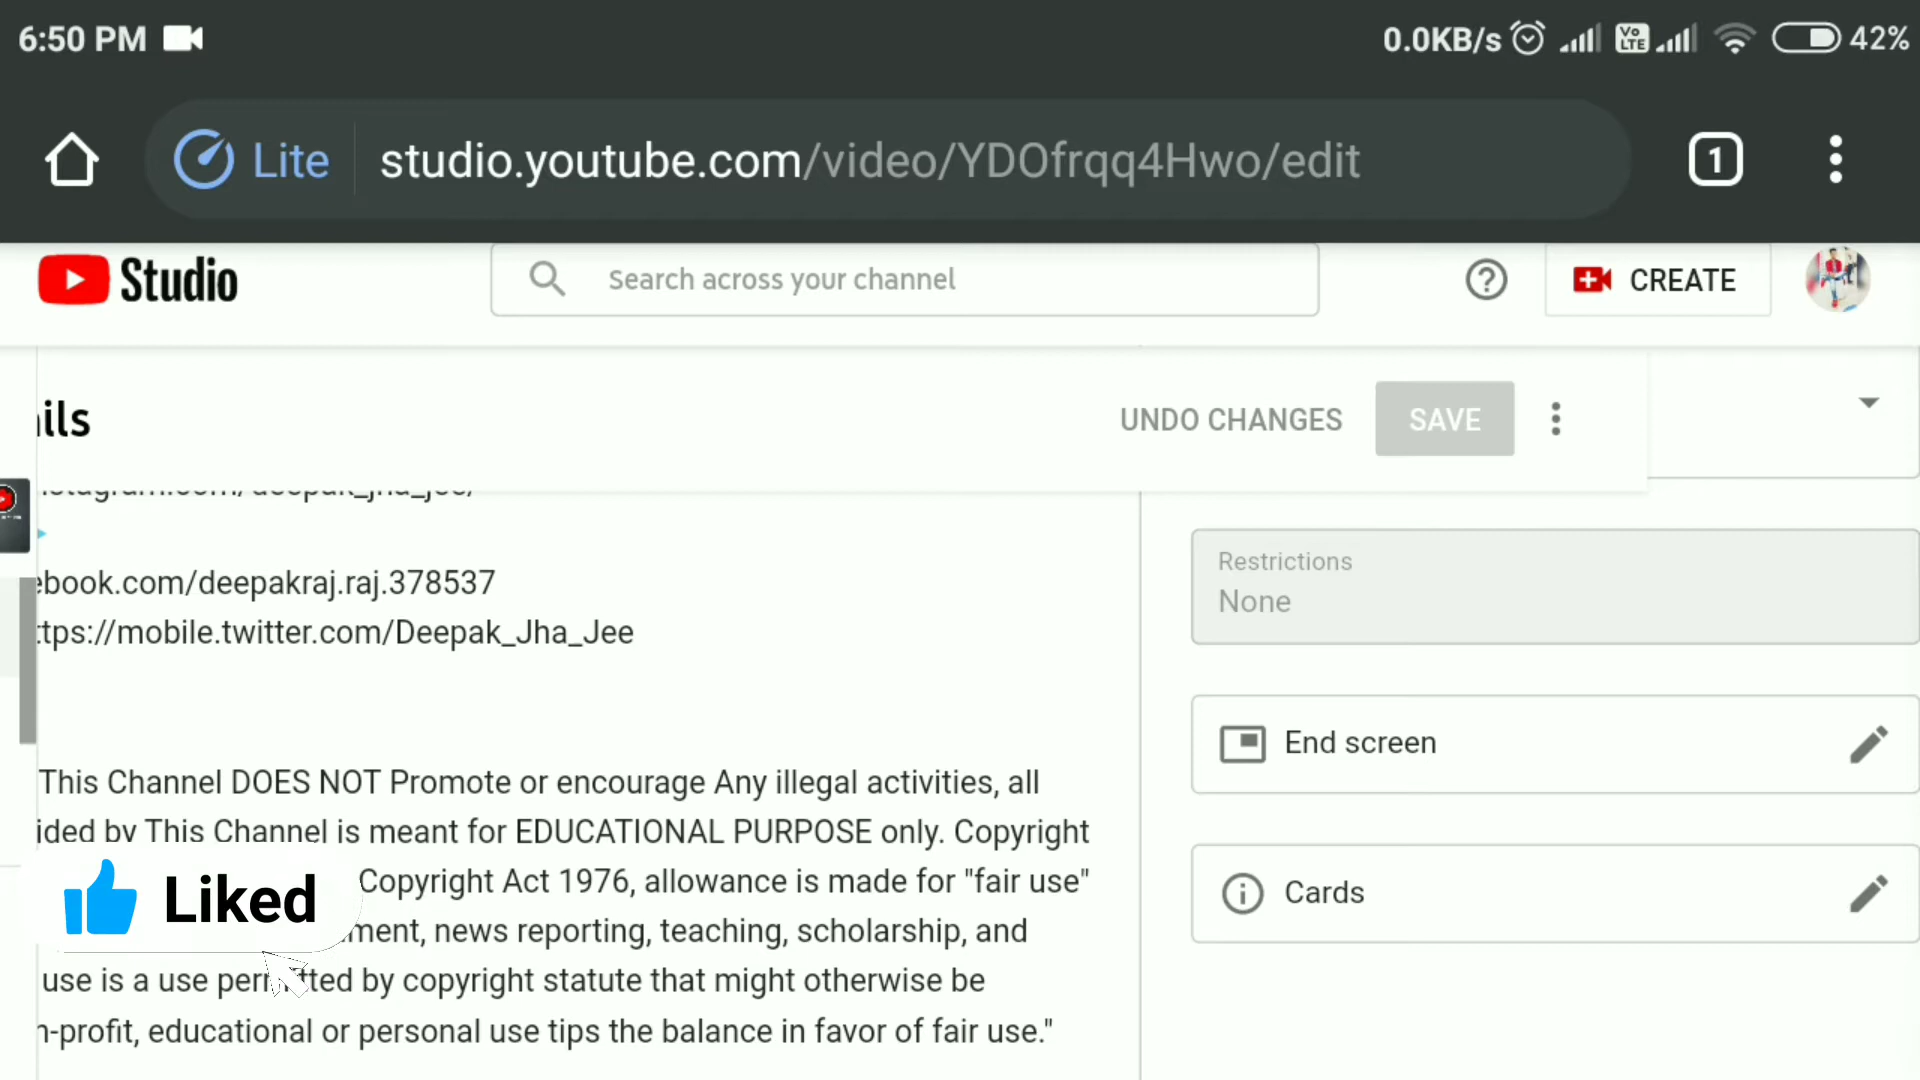 6:50 PM 0.0KB/s Vo LTE 42%
Lite studio.youtube.com/video/YDOfrqq4Hwo/edit 1
Studio Search across your channel CREATE
ils UNDO CHANGES SAVE
ebook.com/deepakraj.raj.378537
ttps://mobile.twitter.com/Deepak_Jha_Jee
This Channel DOES NOT Promote or encourage Any illegal activities, all
ided by This Channel is meant for EDUCATIONAL PURPOSE only. Copyright
Copyright Act 1976, allowance is made for "fair use"
ment, news reporting, teaching, scholarship, and
use is a use permitted by copyright statute that might otherwise be
n-profit, educational or personal use tips the balance in favor of fair use."
Liked
Restrictions
None
End screen
Cards